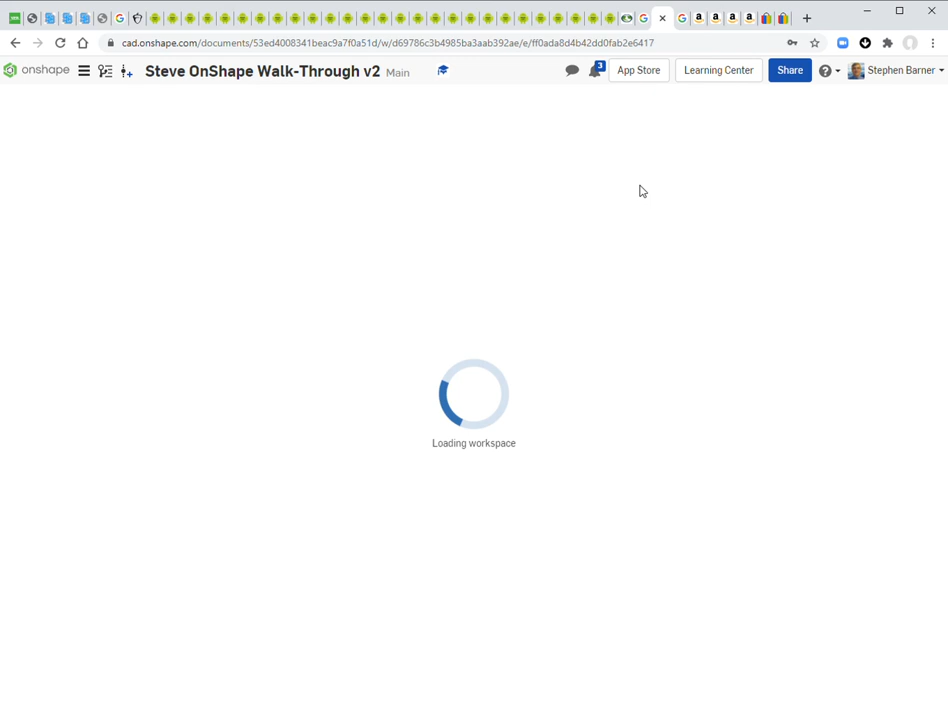 cad.onshape.com/documents/53ed4008341beac9a7f0a51d/w/d69786c3b4985ba3aab392ae/e/ff0ada8d4b42dd0fab2e6417
onshape Steve OnShape Walk-Through v2 Main 3 App Store Learning Center Share Stephen Barner
Loading workspace